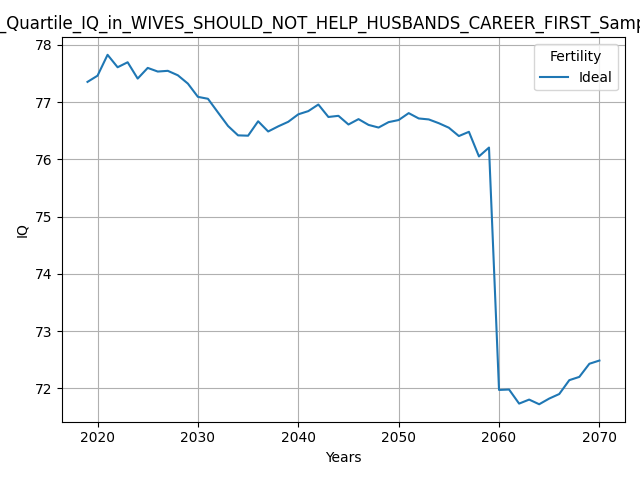 _Quartile_IQ_in_WIVES_SHOULD_NOT_HELP_HUSBANDS_CAREER_FIRST_Samp
78
77
76
75
74
73
72
IQ
Fertility
Ideal
2020 2030 2040 2050 2060 2070
Years